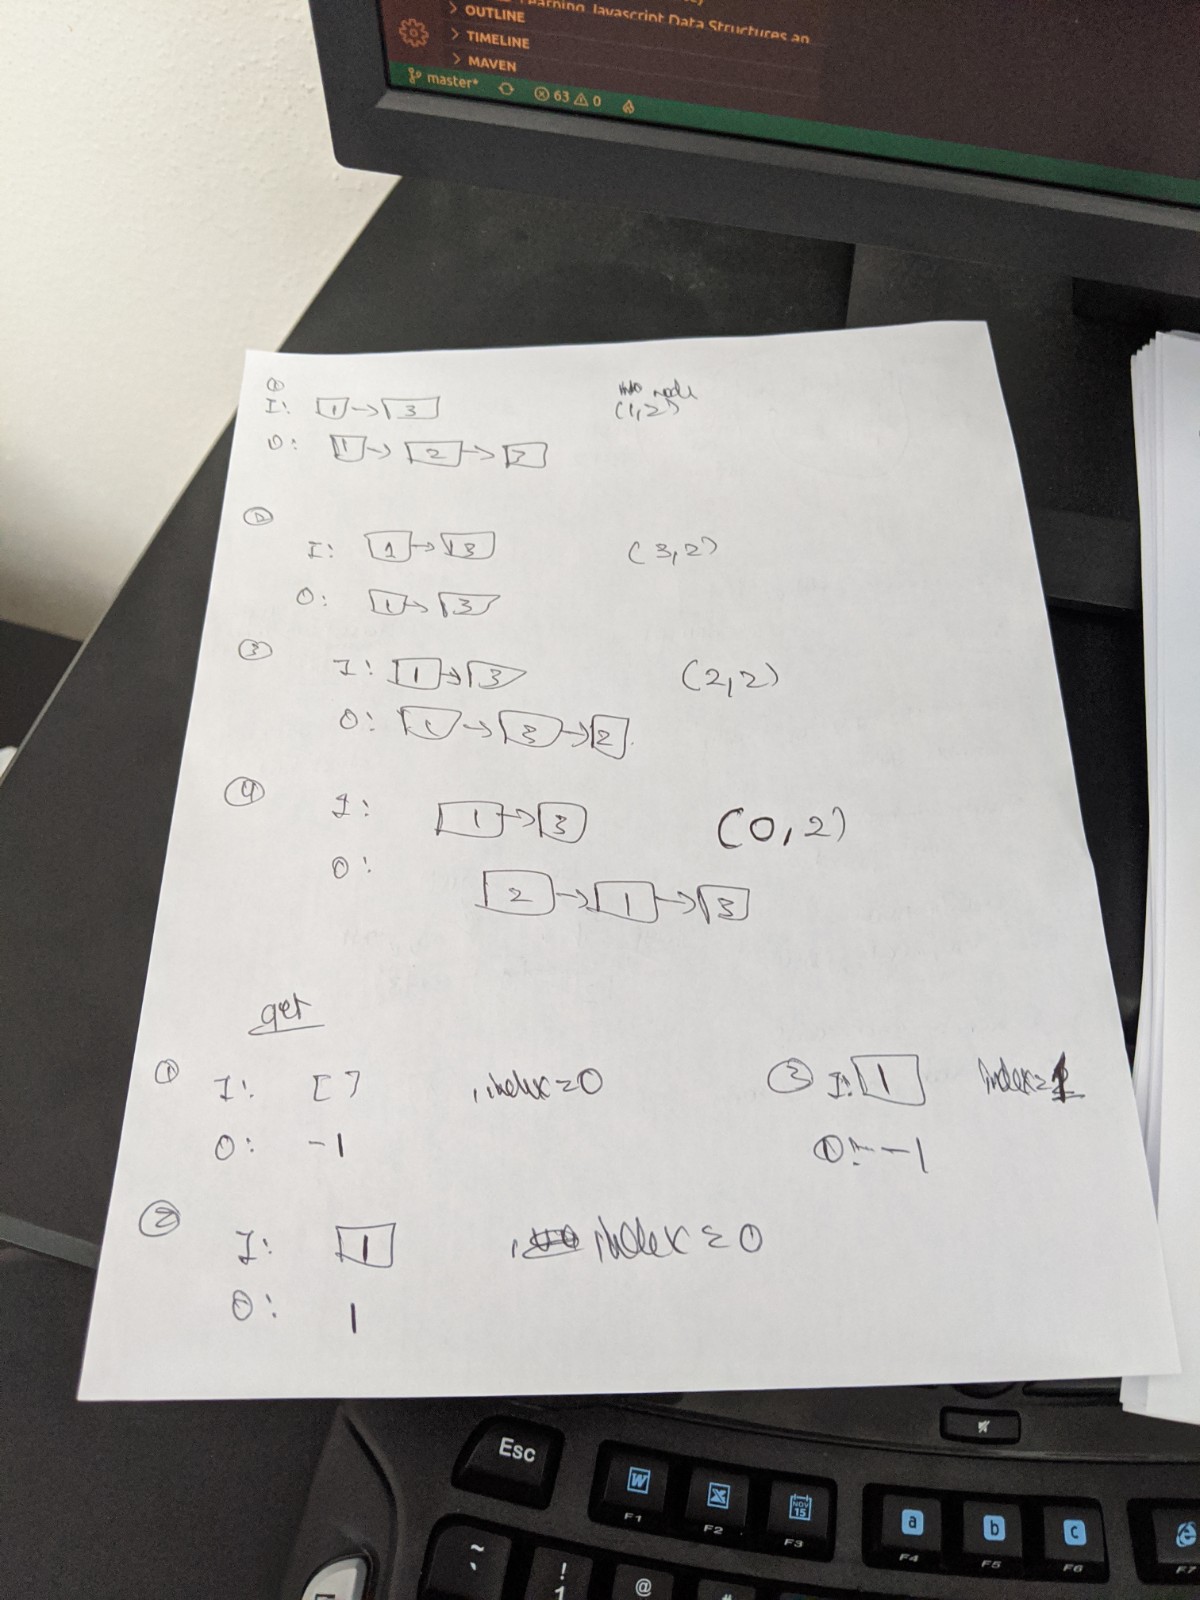 Learning Javascript Data Structures an
OUTLINE
TIMELINE
MAVEN
master* 63 0
①
I: 1 → 3 node (1,2)
O: 1 → 2 → 3
②
I: 1 → 3 (3,2)
O: 1 → 3
③
I: 1 → 3 (2,2)
O: 1 → 3 → 2
④
I: 1 → 3 (0,2)
O: 2 → 1 → 3
get
① I: [ ] , index=0
O: -1
③ I: 1 index=1
O: -1
②
I: 1 , index=0
O: 1
Esc
W X NOV 15 a b c
F1 F2 F3 F4 F5 F6 F7
~ ! @ #
` 1